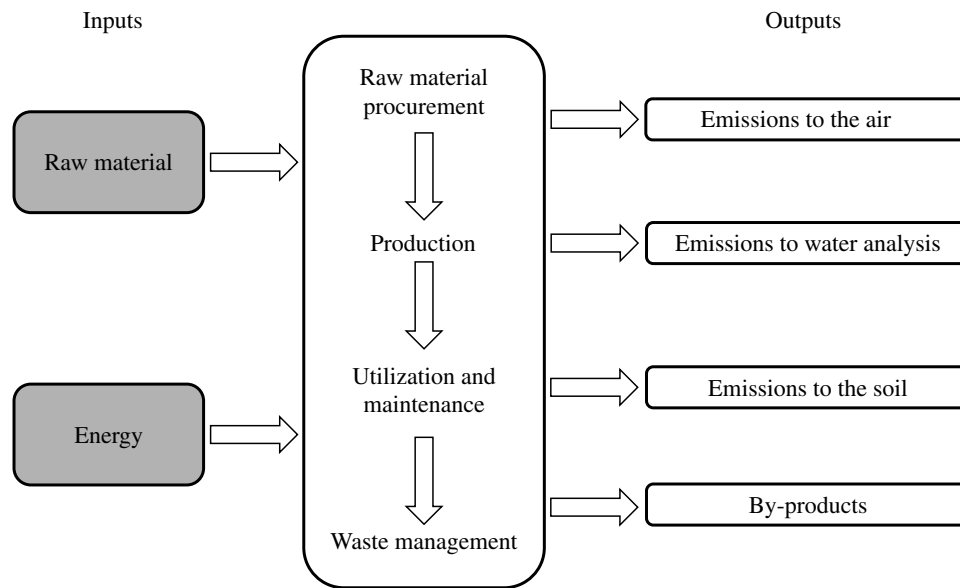 Inputs
Outputs
Raw material
procurement
Emissions to the air
Raw material
Production
Emissions to water analysis
Utilization and
maintenance
Emissions to the soil
Energy
By-products
Waste management